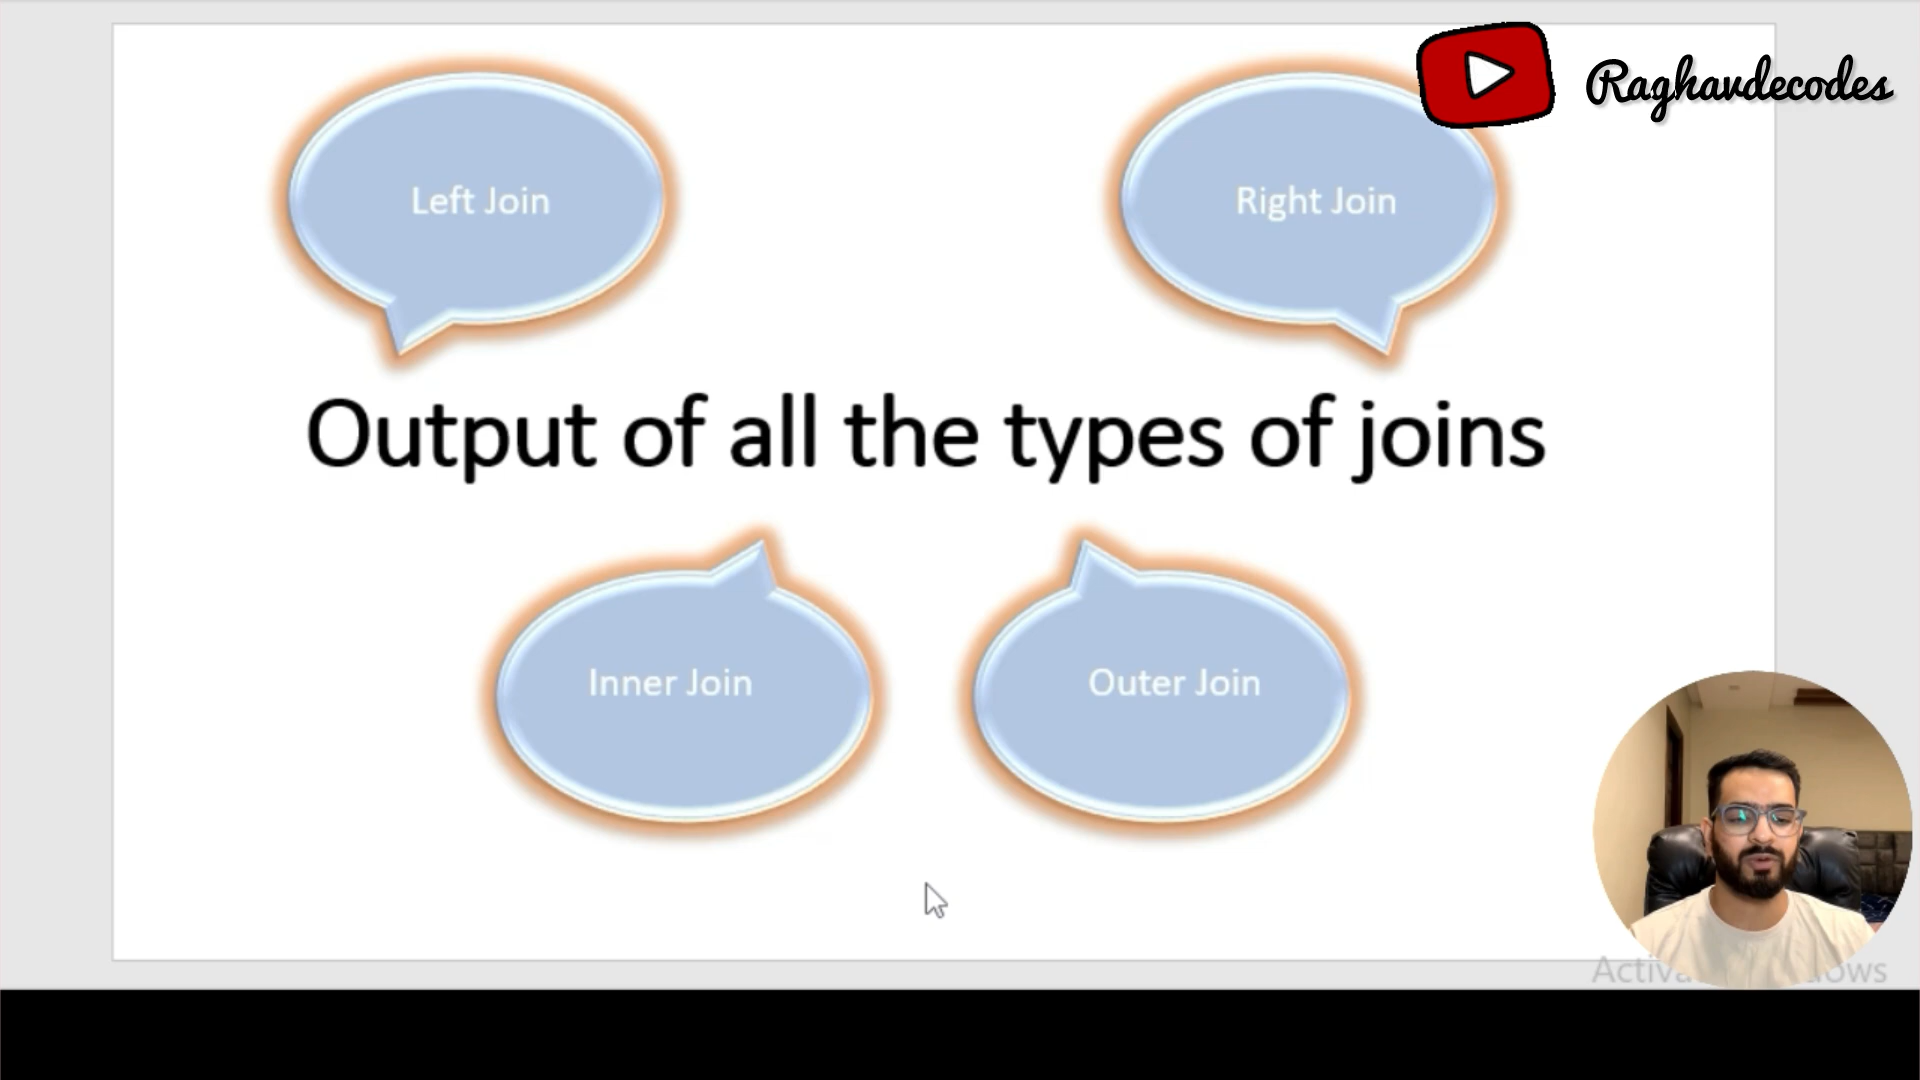 Raghavdecodes
Left Join
Right Join
Output of all the types of joins
Inner Join
Outer Join